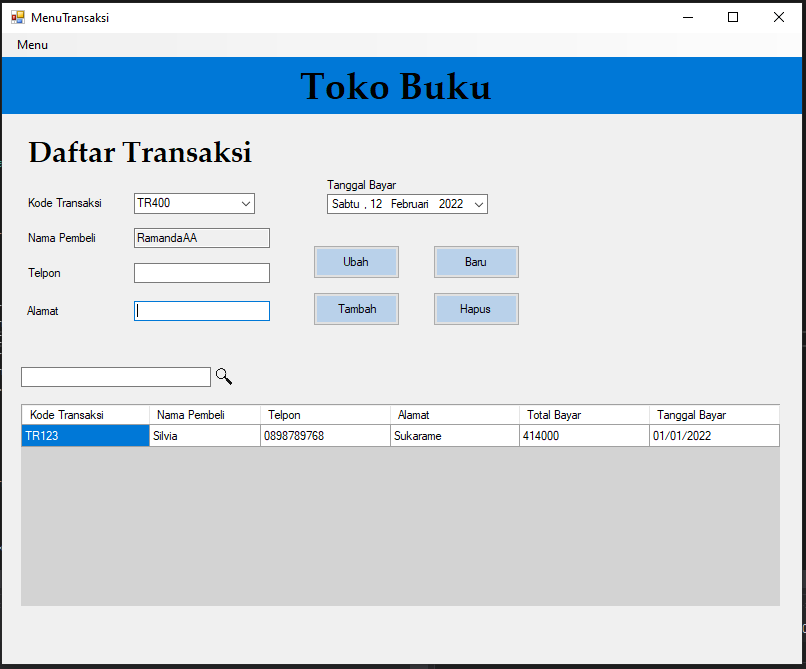 MenuTransaksi
Menu
Toko Buku
Daftar Transaksi
Tanggal Bayar
Kode Transaksi TR400 Sabtu , 12 Februari 2022
Nama Pembeli RamandaAA
Telpon Ubah Baru
Alamat Tambah Hapus
Kode Transaksi Nama Pembeli Telpon Alamat Total Bayar Tanggal Bayar
TR123 Silvia 0898789768 Sukarame 414000 01/01/2022